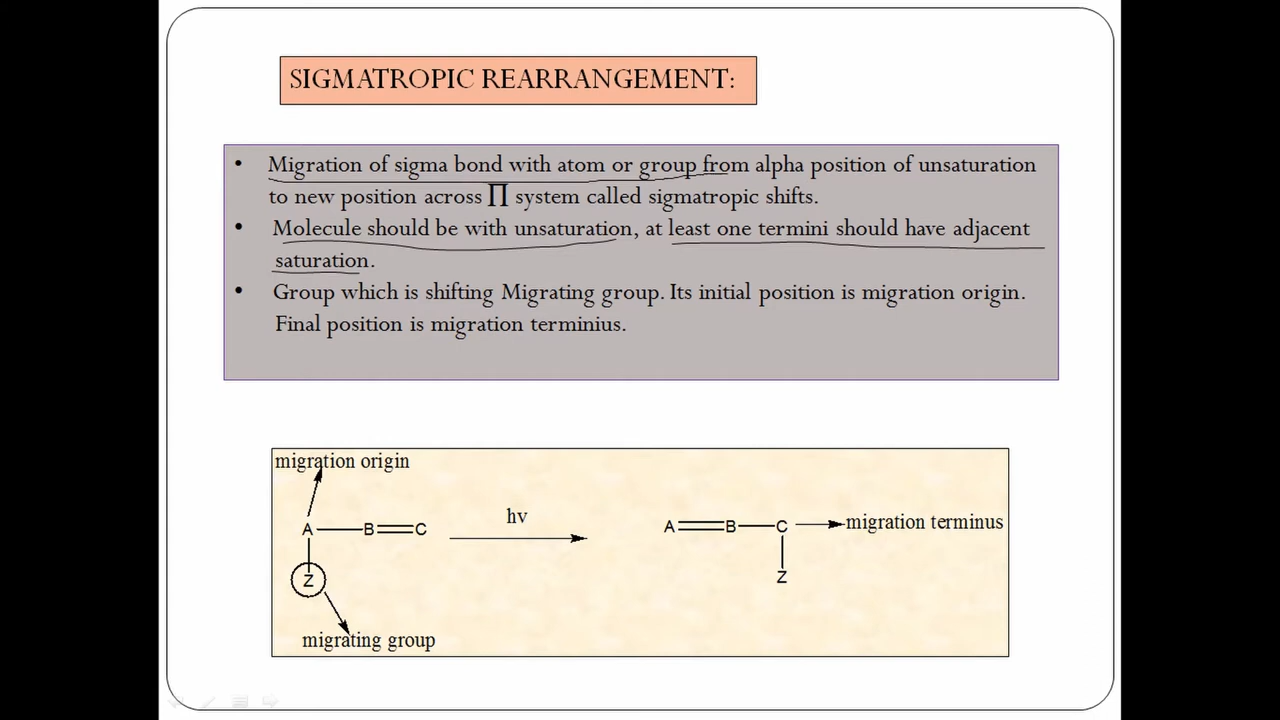 SIGMATROPIC REARRANGEMENT:
• Migration of sigma bond with atom or group from alpha position of unsaturation
to new position across ∏ system called sigmatropic shifts.
• Molecule should be with unsaturation, at least one termini should have adjacent
saturation.
• Group which is shifting Migrating group. Its initial position is migration origin.
Final position is migration terminius.
migration origin
hν
A B C
A B C migration terminus
Z
Z
migrating group